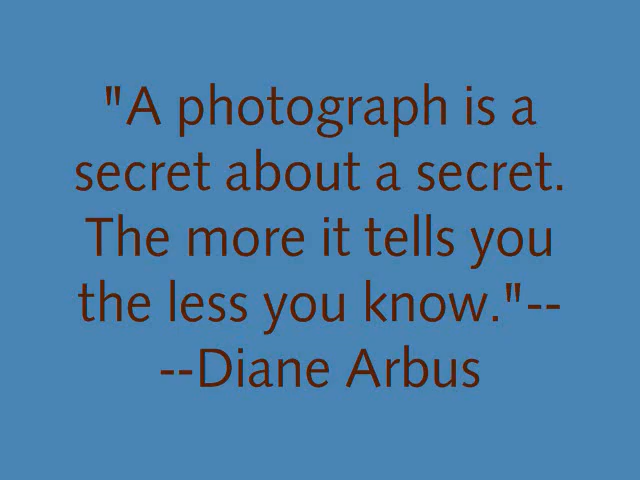 "A photograph is a
secret about a secret.
The more it tells you
the less you know."--
--Diane Arbus